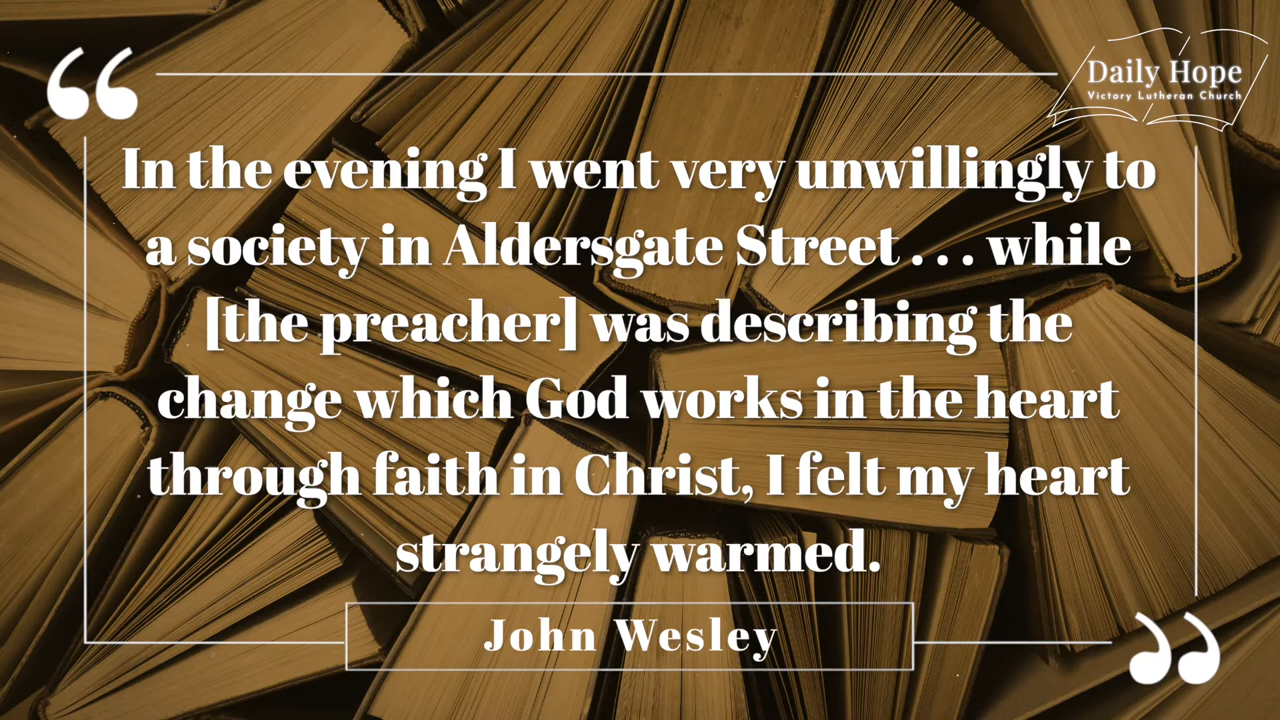 Daily Hope
Victory Lutheran Church
“
In the evening I went very unwillingly to
a society in Aldersgate Street . . . while
[the preacher] was describing the
change which God works in the heart
through faith in Christ, I felt my heart
strangely warmed.
John Wesley
”